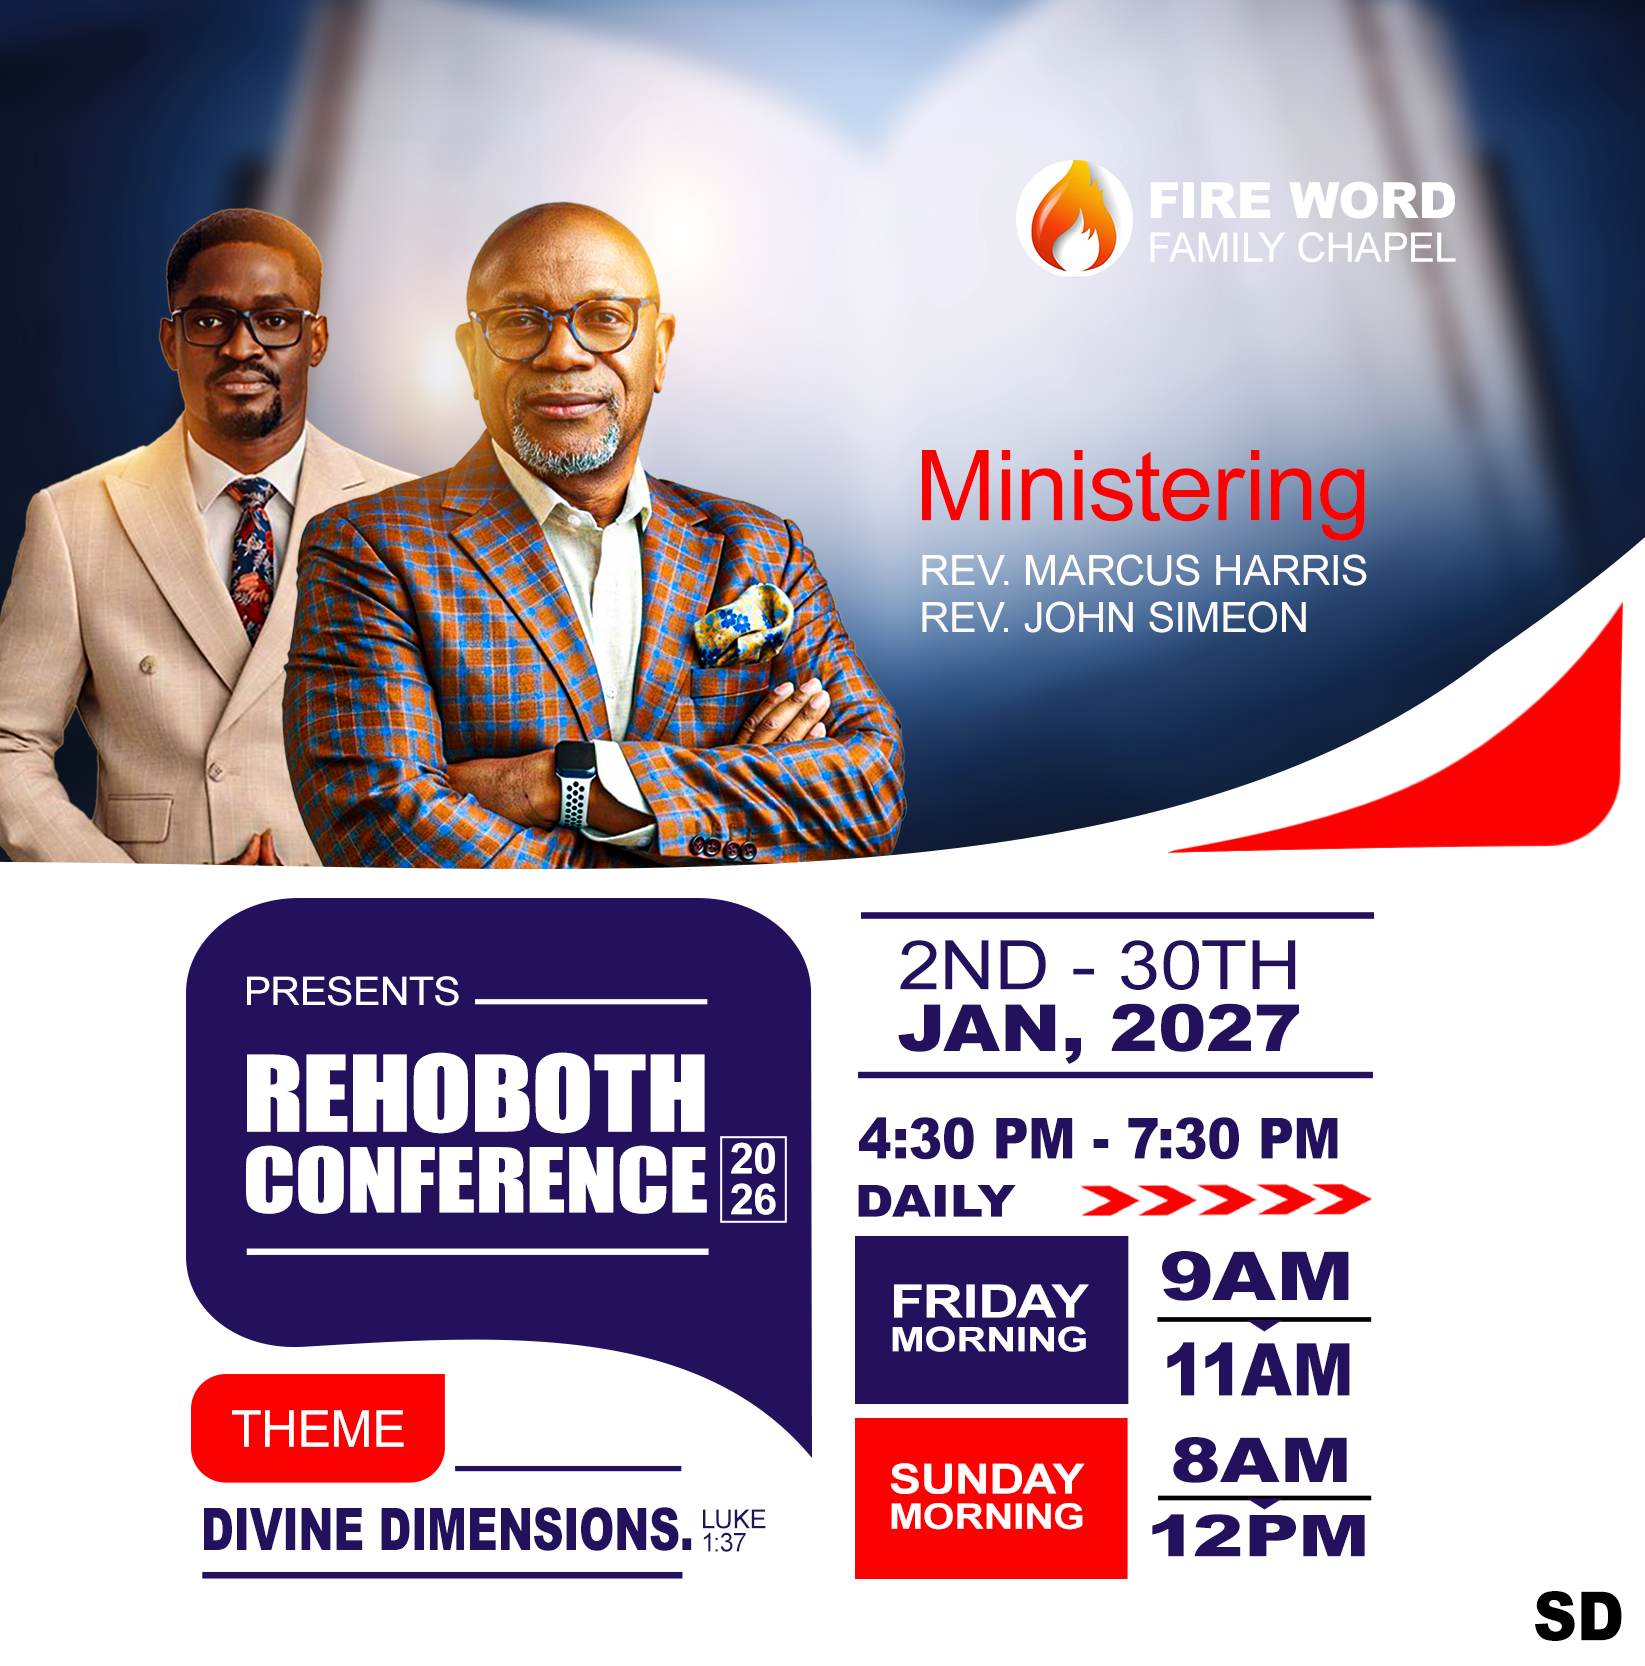 FIRE WORD
FAMILY CHAPEL
Ministering
REV. MARCUS HARRIS
REV. JOHN SIMEON
PRESENTS
REHOBOTH
CONFERENCE
20
26
THEME
DIVINE DIMENSIONS.
LUKE
1:37
2ND - 30TH
JAN, 2027
4:30 PM - 7:30 PM
DAILY
FRIDAY
MORNING
9AM
11AM
SUNDAY
MORNING
8AM
12PM
SD